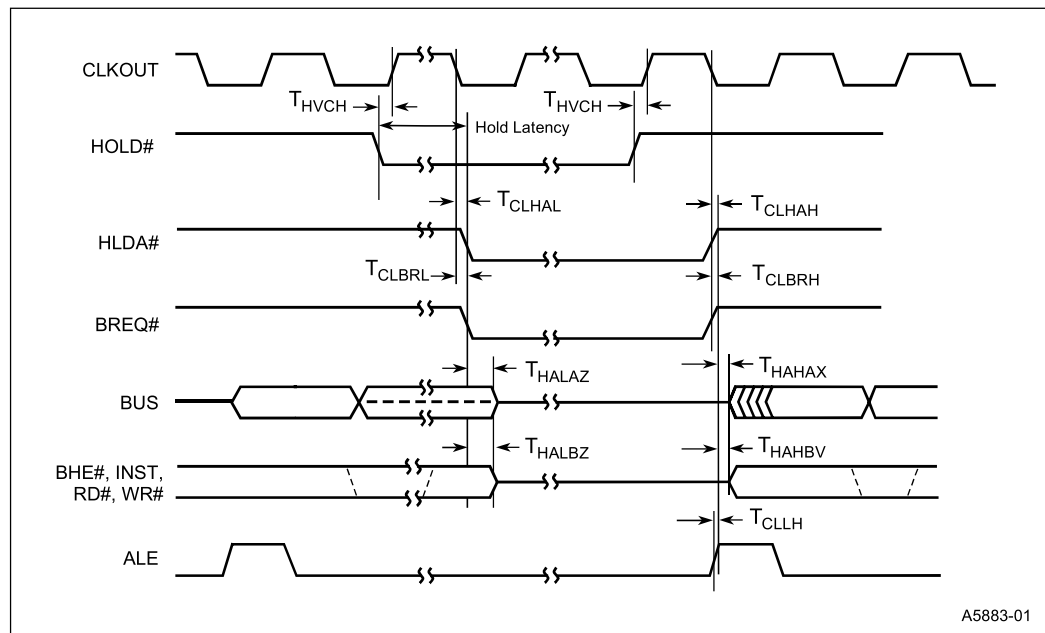 CLKOUT
THVCH
THVCH
Hold Latency
HOLD#
TCLHAL
TCLHAH
HLDA#
TCLBRL
TCLBRH
BREQ#
THALAZ
THAHAX
BUS
THALBZ
THAHBV
BHE#, INST,
RD#, WR#
TCLLH
ALE
A5883-01